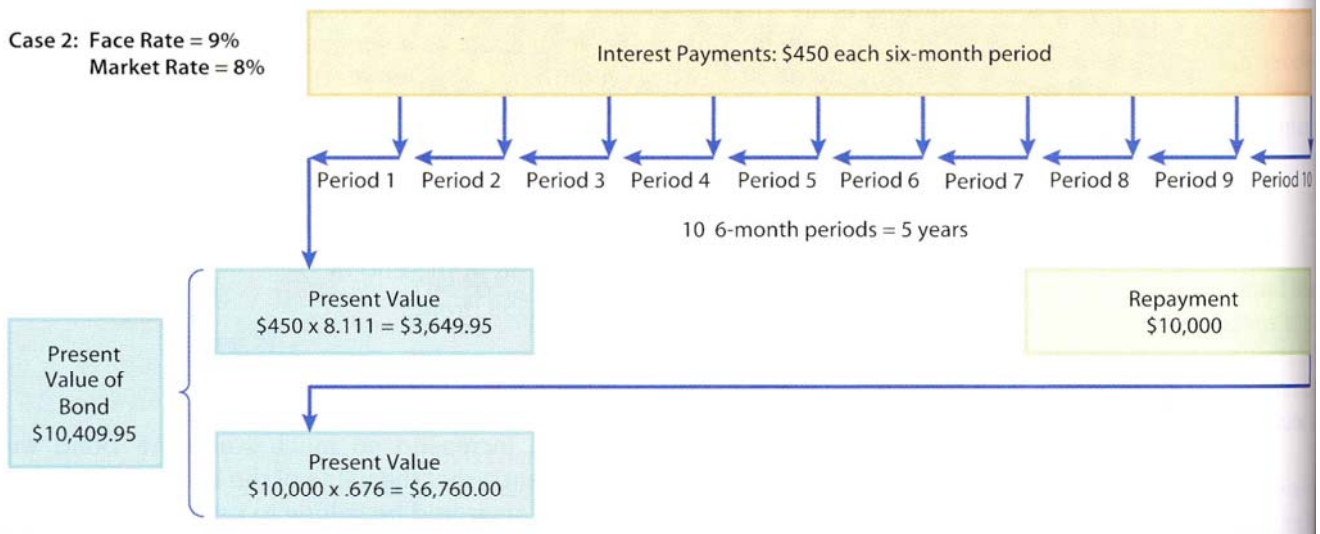 Case 2: Face Rate = 9%
Market Rate = 8%
Interest Payments: $450 each six-month period
Period 1 Period 2 Period 3 Period 4 Period 5 Period 6 Period 7 Period 8 Period 9 Period 10
10 6-month periods = 5 years
Present Value
$450 x 8.111 = $3,649.95
Repayment
$10,000
Present
Value of
Bond
$10,409.95
Present Value
$10,000 x .676 = $6,760.00